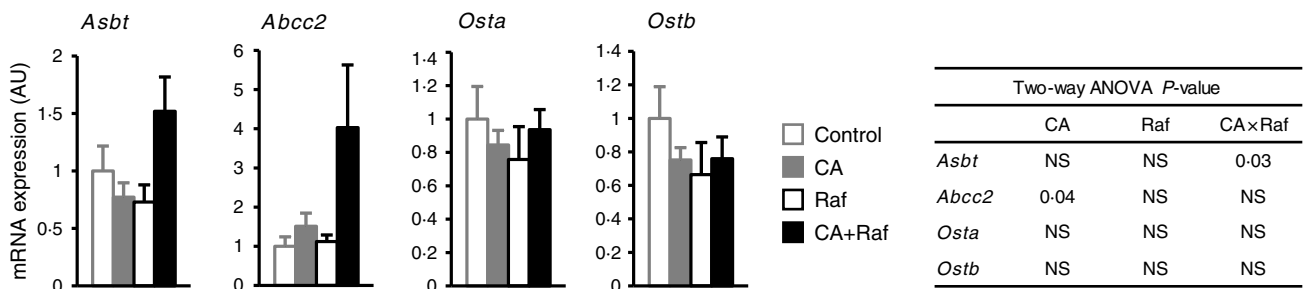 Asbt
Abcc2
Osta
Ostb
mRNA expression (AU)
2
1·5
1
0·5
0
6
5
4
3
2
1
0
1·4
1·2
1
0·8
0·6
0·4
0·2
0
1·4
1·2
1
0·8
0·6
0·4
0·2
0
Control
CA
Raf
CA+Raf
Two-way ANOVA P-value
CA Raf CA×Raf
Asbt NS NS 0·03
Abcc2 0·04 NS NS
Osta NS NS NS
Ostb NS NS NS